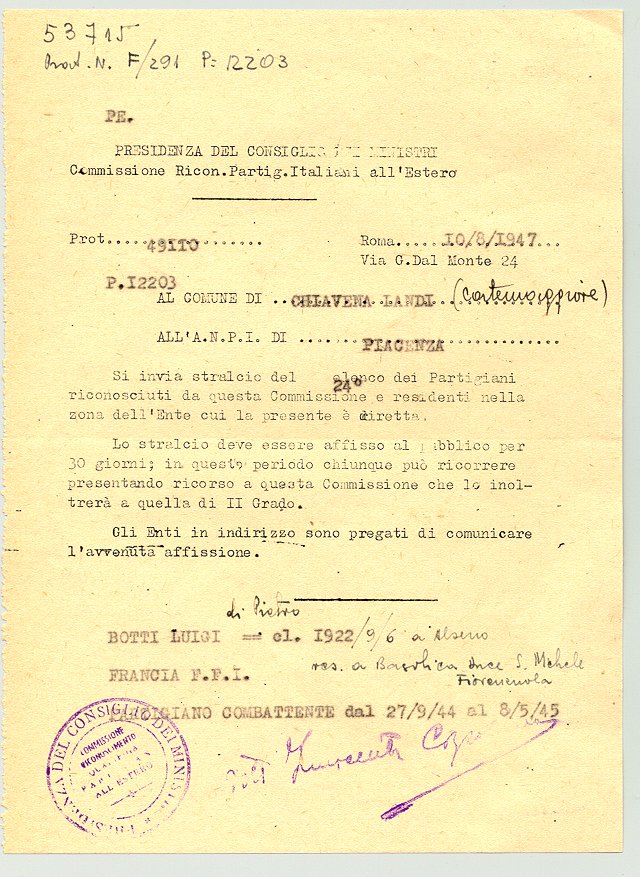 53715
Prot. N. F/291 P= 12203
PE.
PRESIDENZA DEL CONSIGLIO DEI MINISTRI
Commissione Ricon.Partig.Italiani all'Estero
Prot....49110.......... Roma.....10/8/1947...
Via G.Dal Monte 24
P.I2203
AL COMUNE DI ..CHIAVENA LANDI (Cortemaggiore)
ALL'A.N.P.I. DI ........PIACENZA..............
Si invia stralcio del 24° elenco dei Partigiani
riconosciuti da questa Commissione e residenti nella
zona dell'Ente cui la presente è diretta.
Lo stralcio deve essere affisso al pubblico per
30 giorni; in questo periodo chiunque può ricorrere
presentando ricorso a questa Commissione che lo inol-
trerà a quella di II Grado.
Gli Enti in indirizzo sono pregati di comunicare
l'avvenuta affissione.
di Pietro
BOTTI LUIGI == cl. I922/9/6 a Alseno
FRANCIA F.F.I. res. a Bersolica S. Michele
Fiorenzuola
PARTIGIANO COMBATTENTE dal 27/9/44 al 8/5/45
PRESIDENZA DEL CONSIGLIO DEI MINISTRI
COMMISSIONE
RICONOSCIMENTO
QUALIFICA
PARTIGIANI
ALL'ESTERO